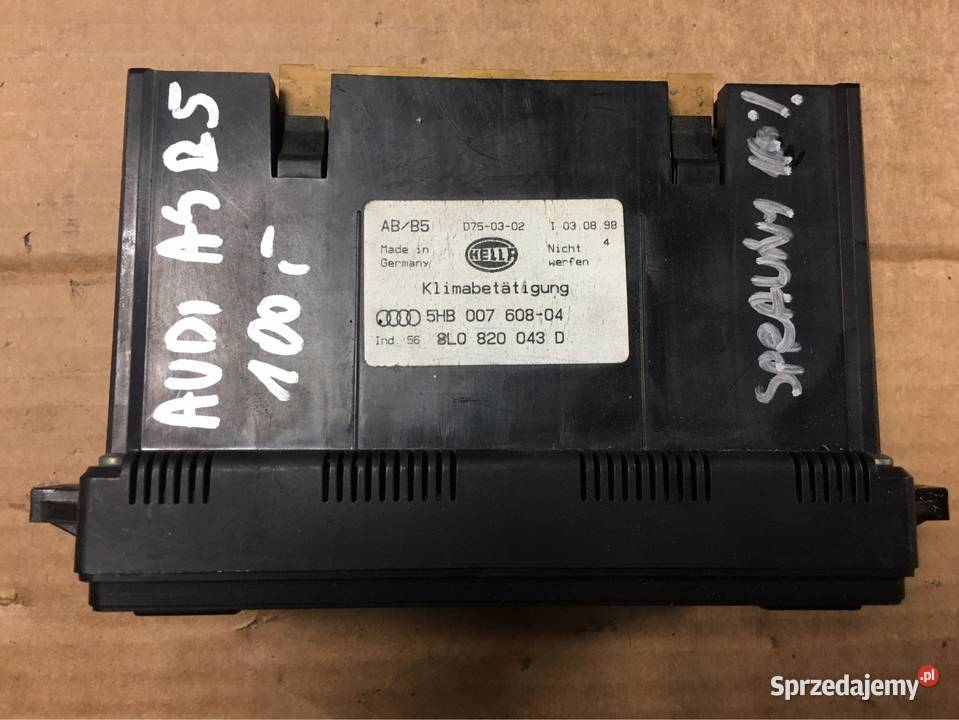 AUDI A4 B5
100,-
AB/B5 D75-03-02 I 03.08.98
4
Made in Germany
HELLA
Nicht werfen
Klimabetätigung
5HB 007 608-04
Ind. 56 8L0 820 043 D
SPRAWNY
Sprzedajemy.pl